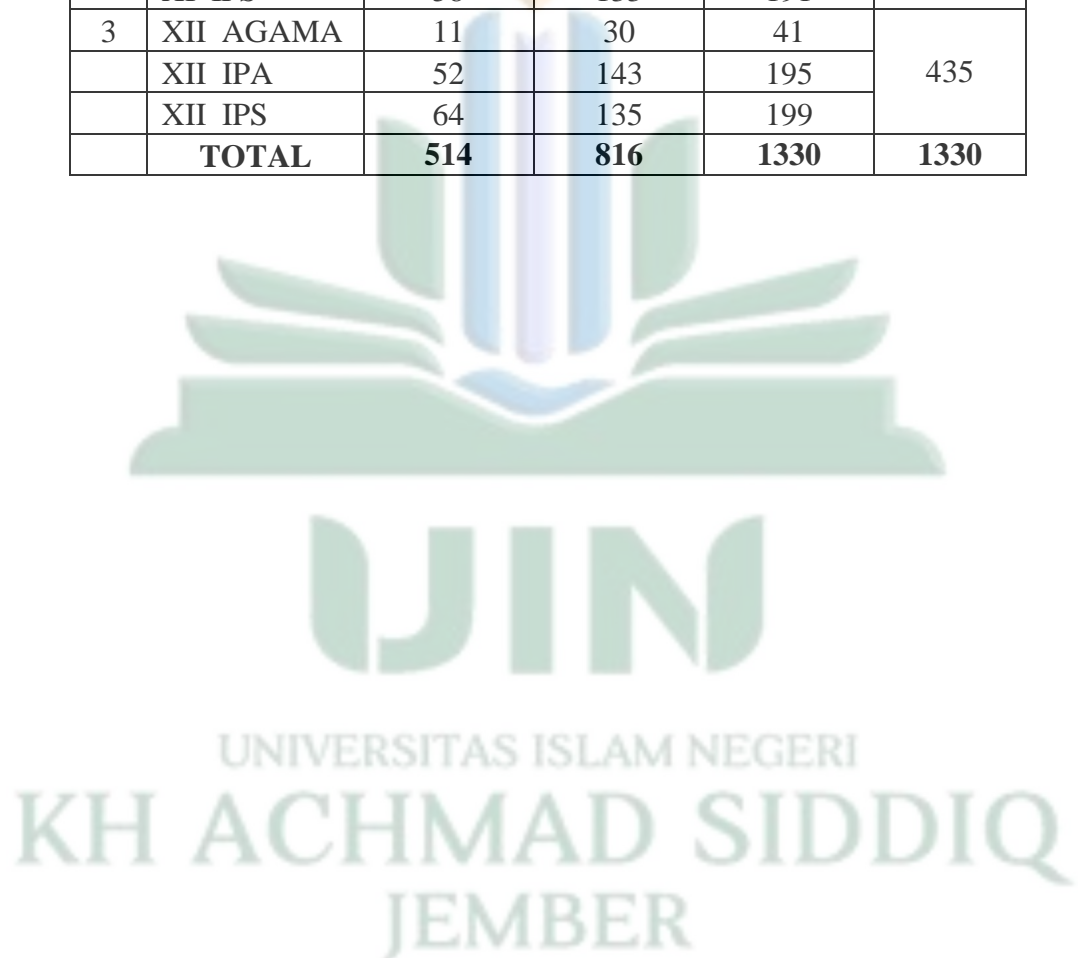 3 XII AGAMA 11 30 41
XII IPA 52 143 195 435
XII IPS 64 135 199
TOTAL 514 816 1330 1330
UIN
UNIVERSITAS ISLAM NEGERI
KH ACHMAD SIDDIQ
JEMBER